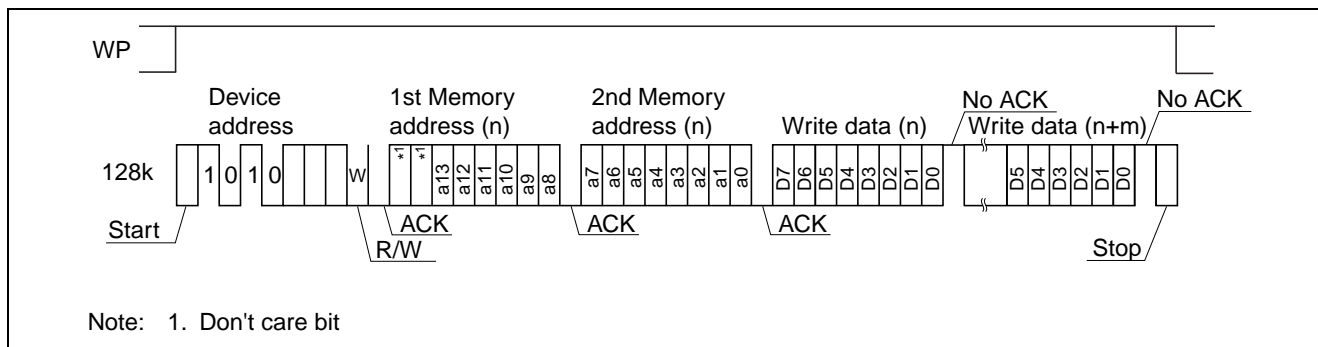 WP
Device
address
1st Memory
address (n)
2nd Memory
address (n)
Write data (n)
No ACK
Write data (n+m)
No ACK
128k
1 0 1 0
W
*1 *1 a13 a12 a11 a10 a9 a8
a7 a6 a5 a4 a3 a2 a1 a0
D7 D6 D5 D4 D3 D2 D1 D0
D5 D4 D3 D2 D1 D0
Start
R/W
ACK
ACK
ACK
Stop
Note: 1. Don't care bit